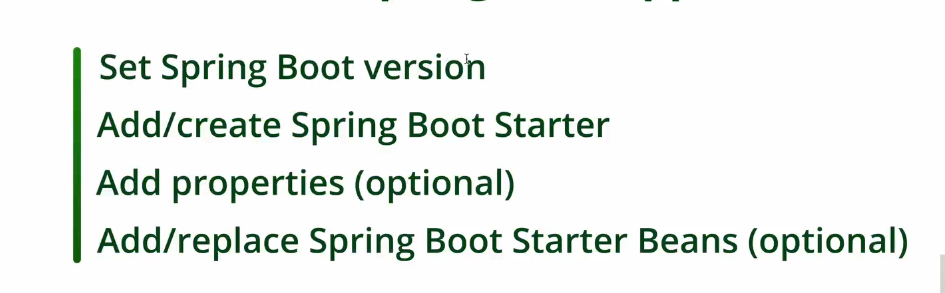 Set Spring Boot version
Add/create Spring Boot Starter
Add properties (optional)
Add/replace Spring Boot Starter Beans (optional)